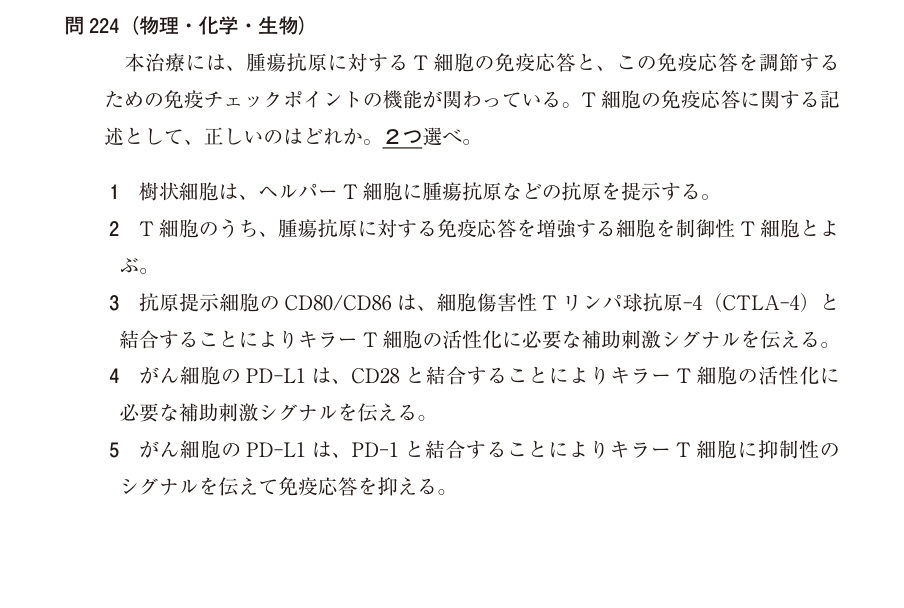 問 224（物理・化学・生物）
本治療には、腫瘍抗原に対する T 細胞の免疫応答と、この免疫応答を調節する
ための免疫チェックポイントの機能が関わっている。T 細胞の免疫応答に関する記
述として、正しいのはどれか。２つ選べ。
1　樹状細胞は、ヘルパー T 細胞に腫瘍抗原などの抗原を提示する。
2　T 細胞のうち、腫瘍抗原に対する免疫応答を増強する細胞を制御性 T 細胞とよ
ぶ。
3　抗原提示細胞の CD80/CD86 は、細胞傷害性 T リンパ球抗原-4（CTLA-4）と
結合することによりキラー T 細胞の活性化に必要な補助刺激シグナルを伝える。
4　がん細胞の PD-L1 は、CD28 と結合することによりキラー T 細胞の活性化に
必要な補助刺激シグナルを伝える。
5　がん細胞の PD-L1 は、PD-1 と結合することによりキラー T 細胞に抑制性の
シグナルを伝えて免疫応答を抑える。